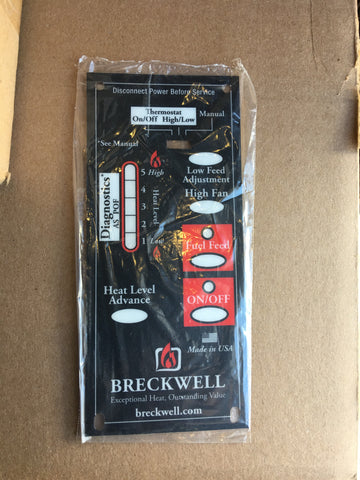 Disconnect Power Before Service
Thermostat
On/Off High/Low
Manual
*See Manual
5 High
4
3
2
1 Low
Heat Level
Diagnostics*
AS POF
Low Feed
Adjustment
High Fan
Fuel Feed
ON/OFF
Heat Level
Advance
Made in USA
BRECKWELL
Exceptional Heat, Outstanding Value
breckwell.com